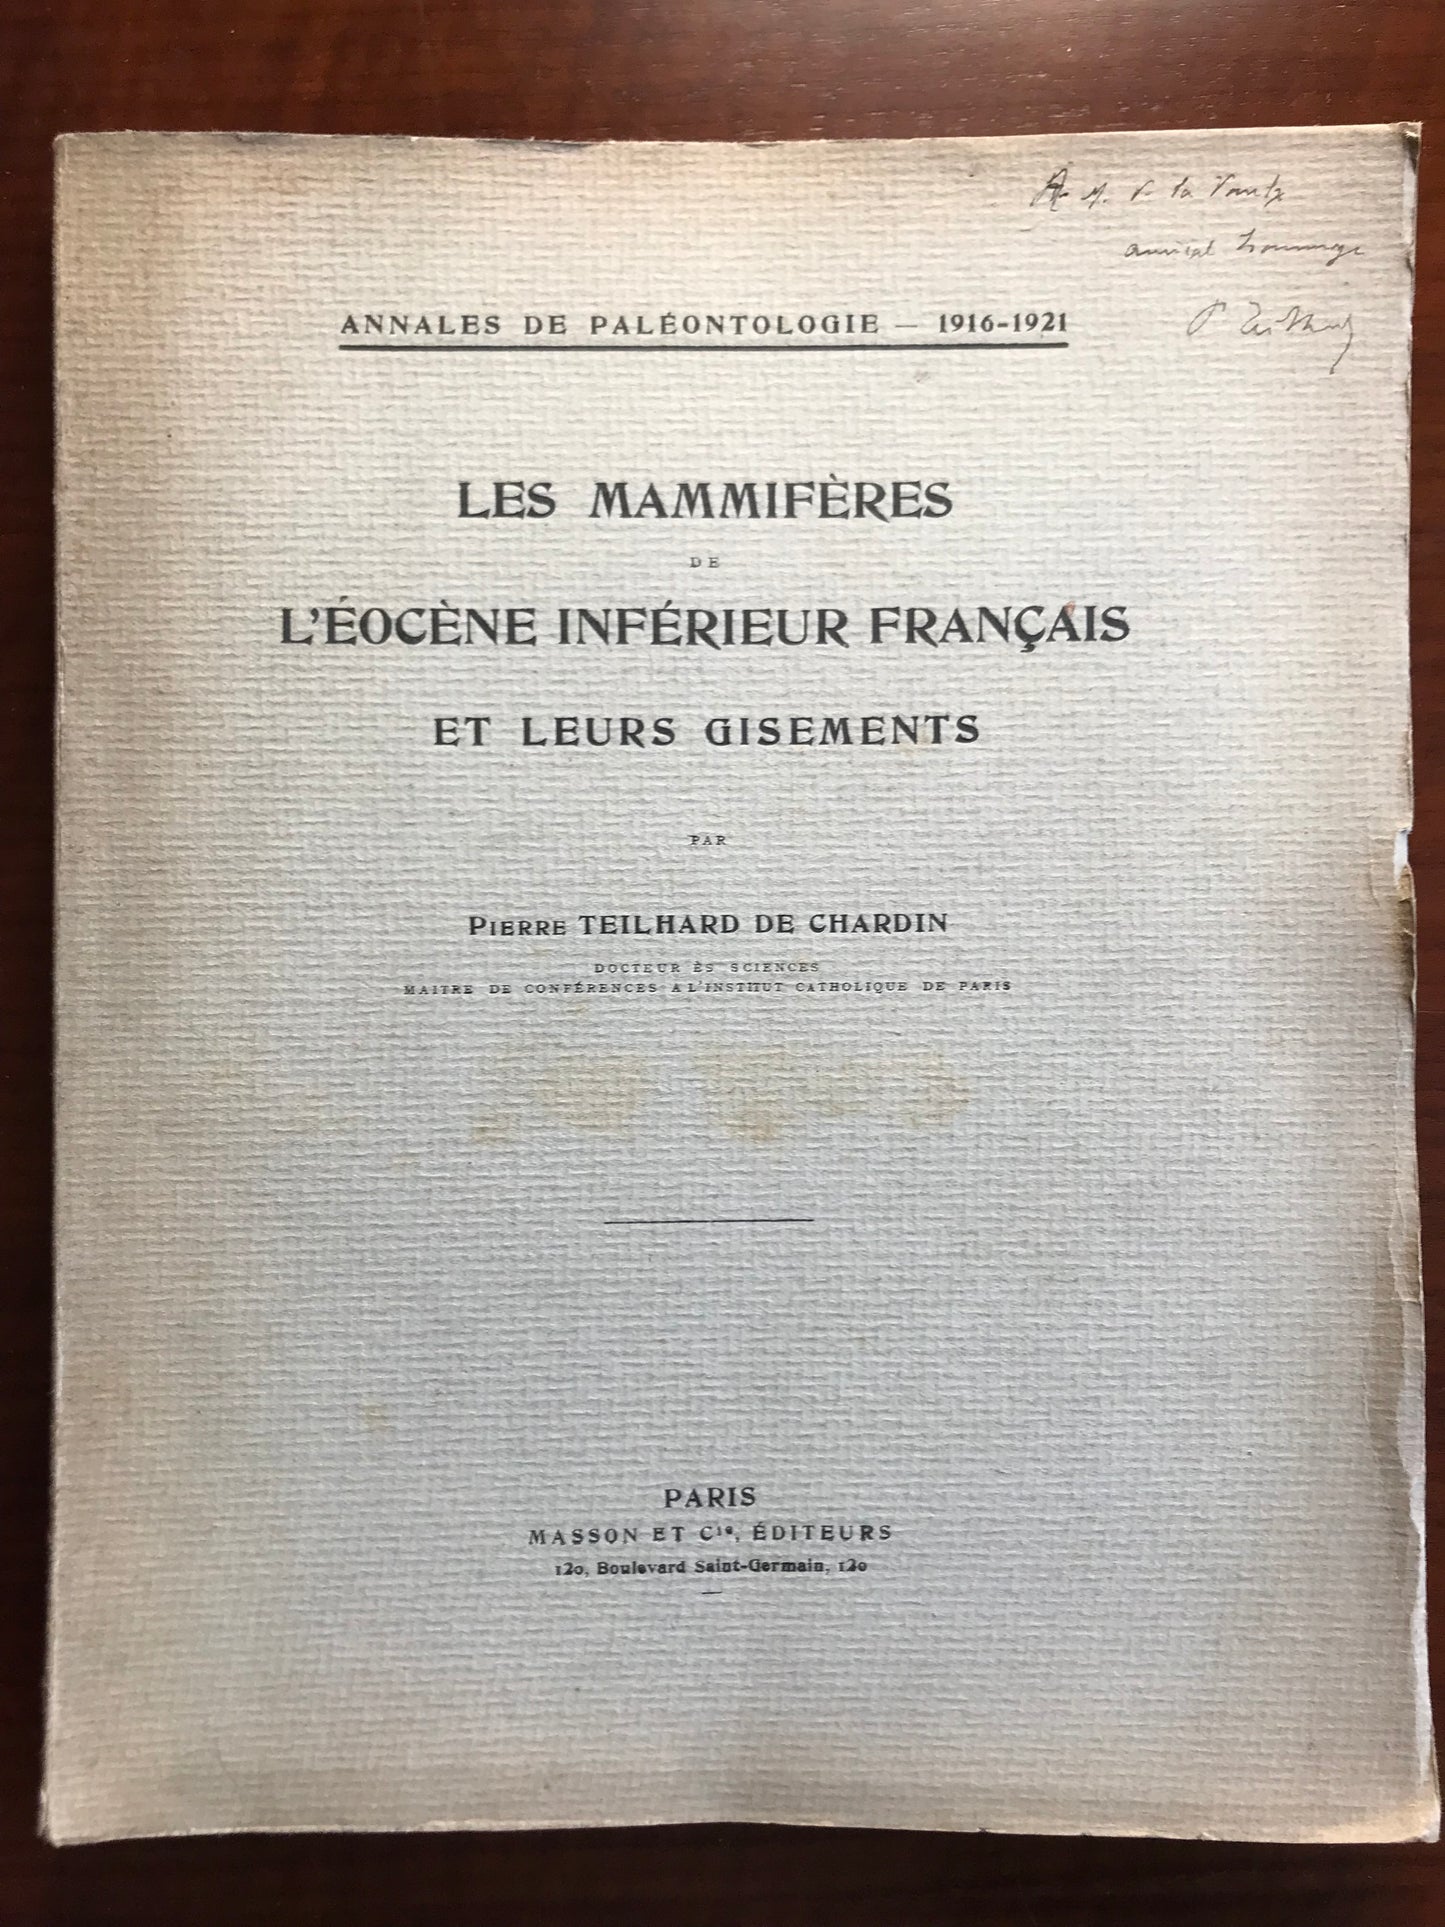 A M. de la Vaulx
amical hommage
P Teilhard
ANNALES DE PALÉONTOLOGIE — 1916-1921
LES MAMMIFÈRES
DE
L'ÉOCÈNE INFÉRIEUR FRANÇAIS
ET LEURS GISEMENTS
PAR
PIERRE TEILHARD DE CHARDIN
DOCTEUR ÈS SCIENCES
MAITRE DE CONFÉRENCES A L'INSTITUT CATHOLIQUE DE PARIS
PARIS
MASSON ET Cie, ÉDITEURS
120, Boulevard Saint-Germain, 120